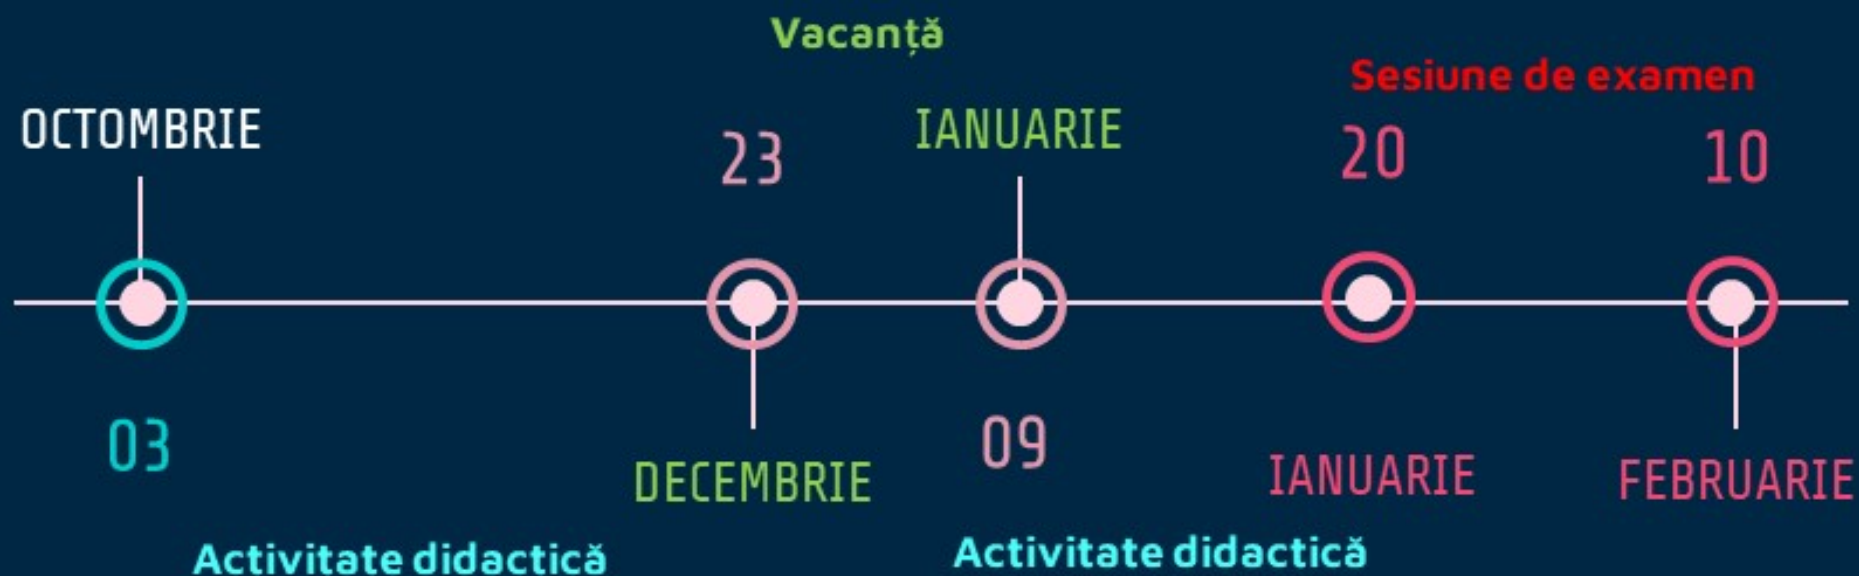 Vacanță
Sesiune de examen
OCTOMBRIE
23
IANUARIE
20
10
03
DECEMBRIE
09
IANUARIE
FEBRUARIE
Activitate didactică
Activitate didactică